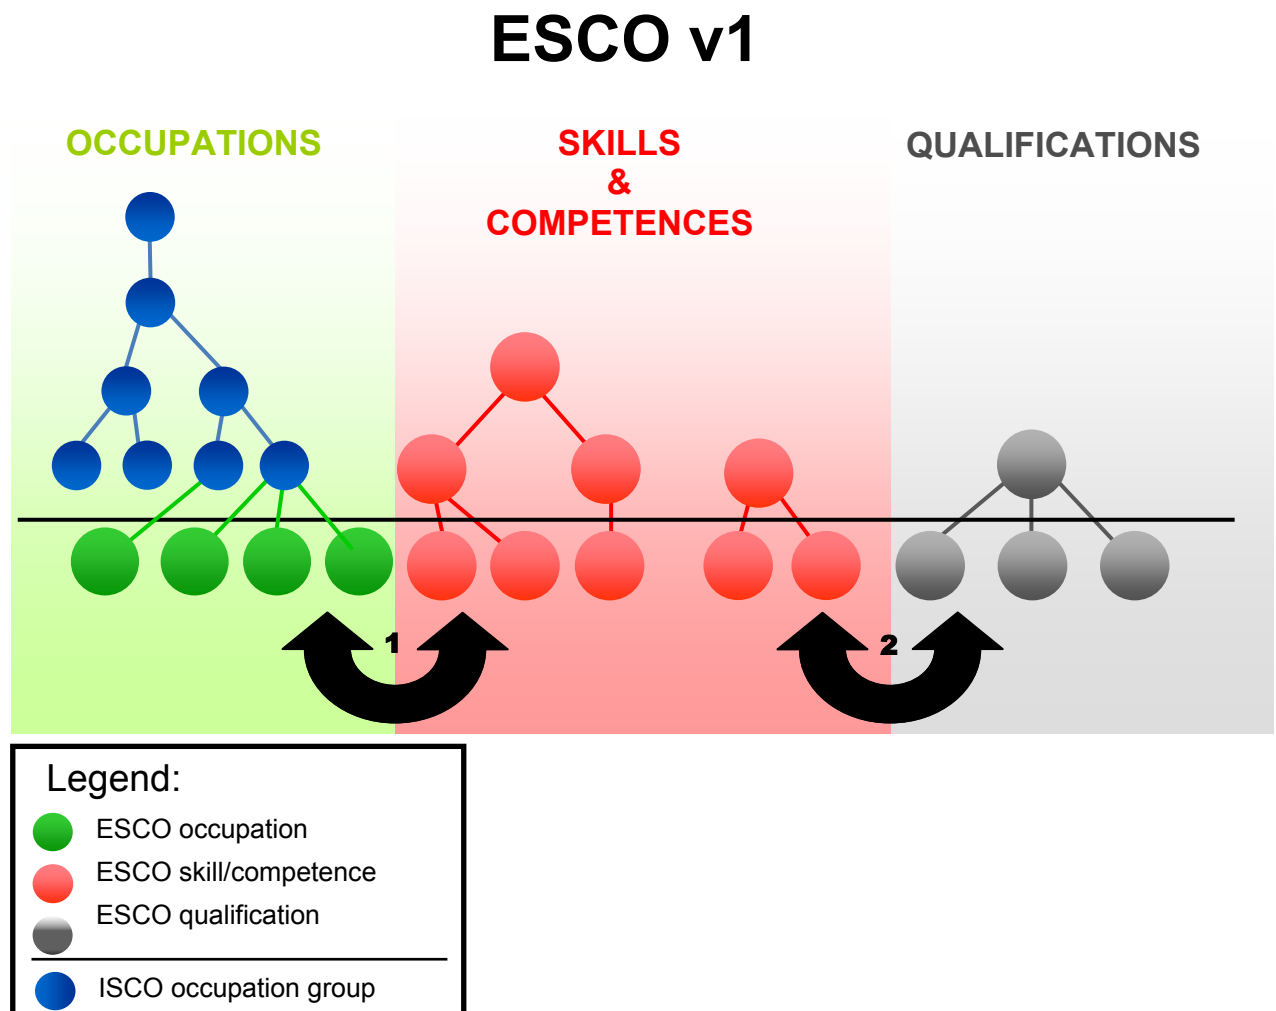 ESCO v1
OCCUPATIONS
SKILLS
&
COMPETENCES
QUALIFICATIONS
1
2
Legend:
ESCO occupation
ESCO skill/competence
ESCO qualification
ISCO occupation group